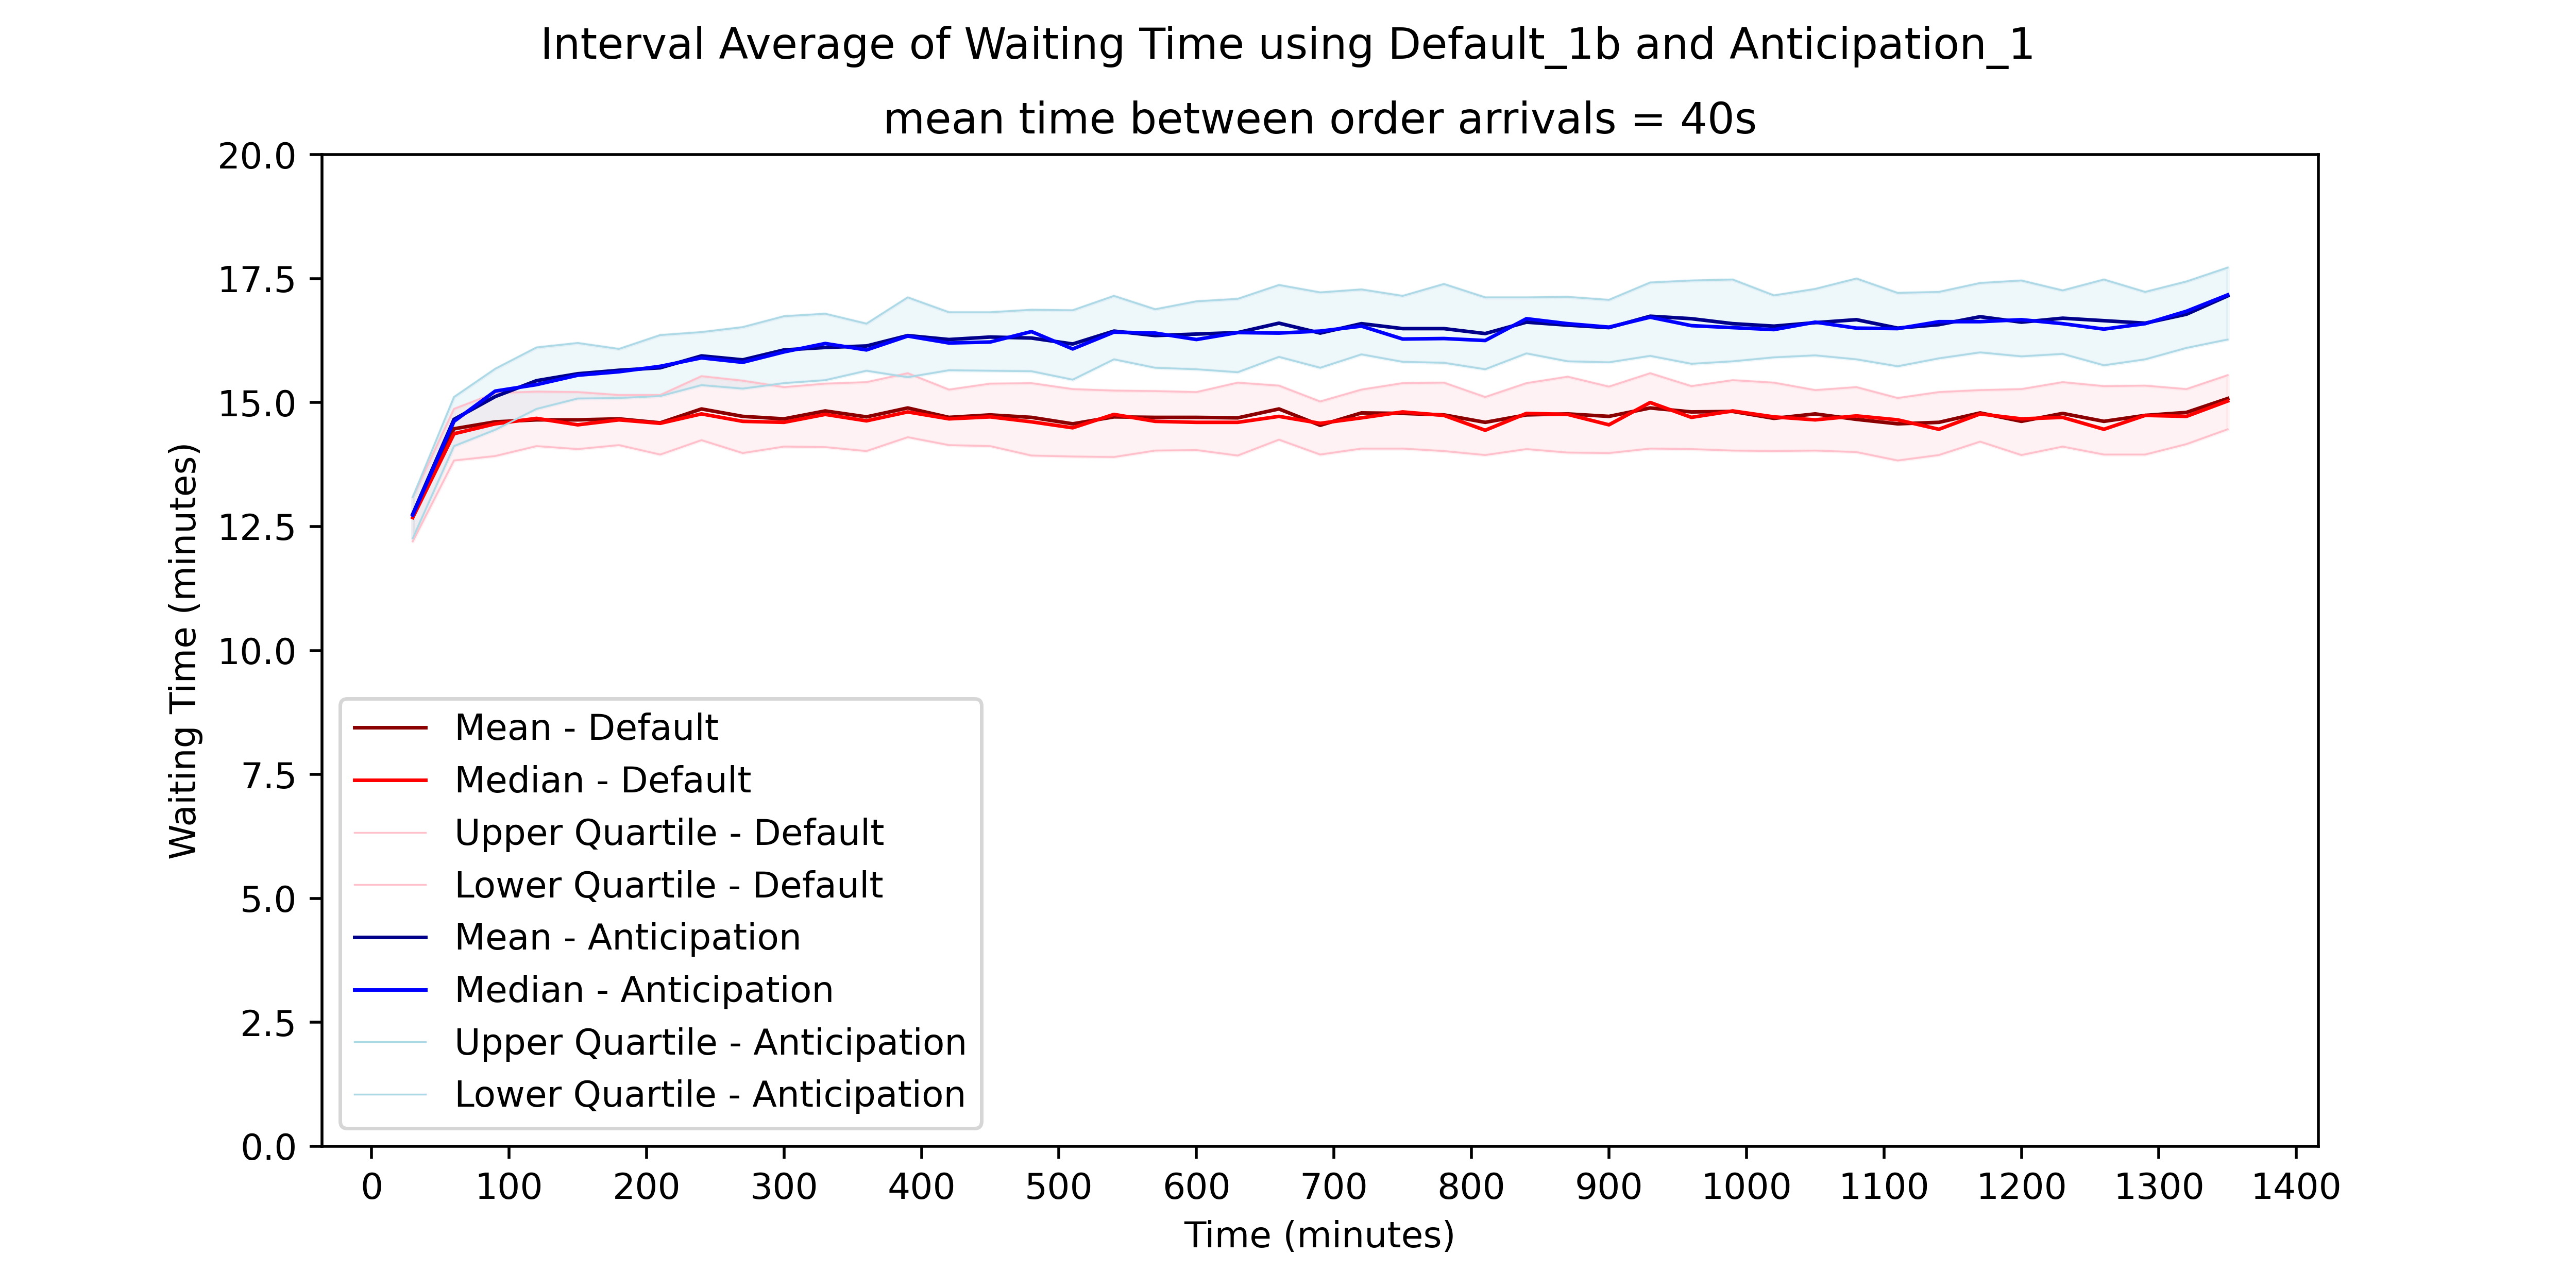 Interval Average of Waiting Time using Default_1b and Anticipation_1
mean time between order arrivals = 40s
20.0
17.5
15.0
12.5
10.0
7.5
5.0
2.5
0.0
Waiting Time (minutes)
Mean - Default
Median - Default
Upper Quartile - Default
Lower Quartile - Default
Mean - Anticipation
Median - Anticipation
Upper Quartile - Anticipation
Lower Quartile - Anticipation
0 100 200 300 400 500 600 700 800 900 1000 1100 1200 1300 1400
Time (minutes)